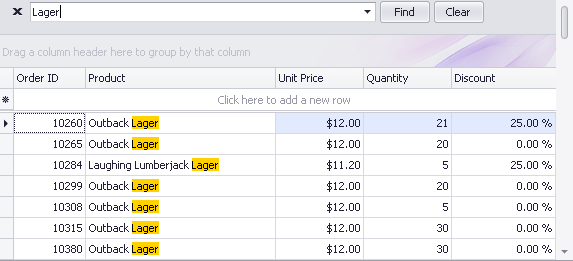 Lager Find Clear
Drag a column header here to group by that column
Order ID Product Unit Price Quantity Discount
Click here to add a new row
10260 Outback Lager $12.00 21 25.00 %
10265 Outback Lager $12.00 20 0.00 %
10284 Laughing Lumberjack Lager $11.20 5 25.00 %
10299 Outback Lager $12.00 20 0.00 %
10308 Outback Lager $12.00 5 0.00 %
10315 Outback Lager $12.00 30 0.00 %
10380 Outback Lager $12.00 30 0.00 %